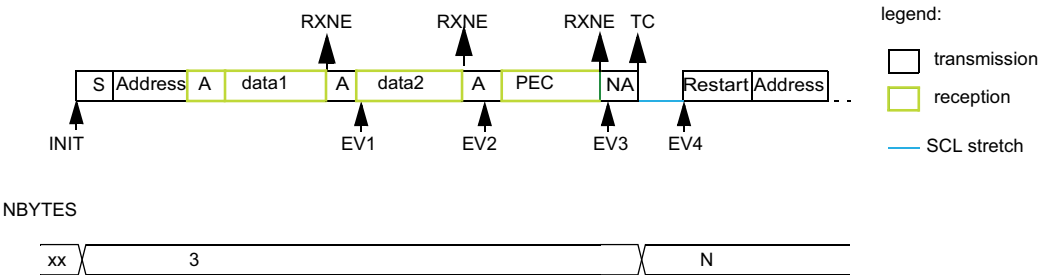 RXNE RXNE RXNE TC
legend:
transmission
reception
SCL stretch
S Address A data1 A data2 A PEC NA Restart Address
INIT EV1 EV2 EV3 EV4
NBYTES
xx 3 N